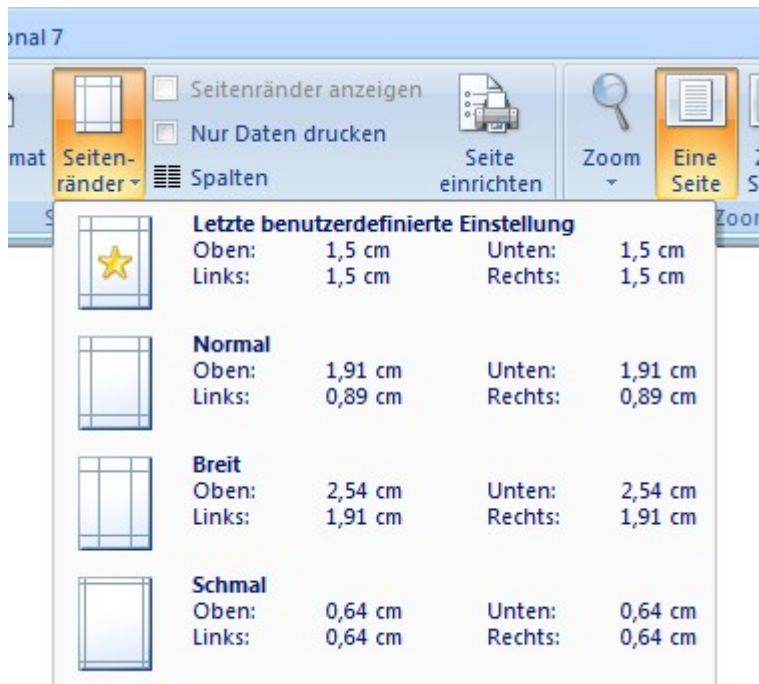 onal 7
Seitenränder anzeigen
Nur Daten drucken
Spalten
mat
Seiten-
ränder
Seite
einrichten
Zoom
Eine
Seite
Letzte benutzerdefinierte Einstellung
Oben: 1,5 cm Unten: 1,5 cm
Links: 1,5 cm Rechts: 1,5 cm
Normal
Oben: 1,91 cm Unten: 1,91 cm
Links: 0,89 cm Rechts: 0,89 cm
Breit
Oben: 2,54 cm Unten: 2,54 cm
Links: 1,91 cm Rechts: 1,91 cm
Schmal
Oben: 0,64 cm Unten: 0,64 cm
Links: 0,64 cm Rechts: 0,64 cm